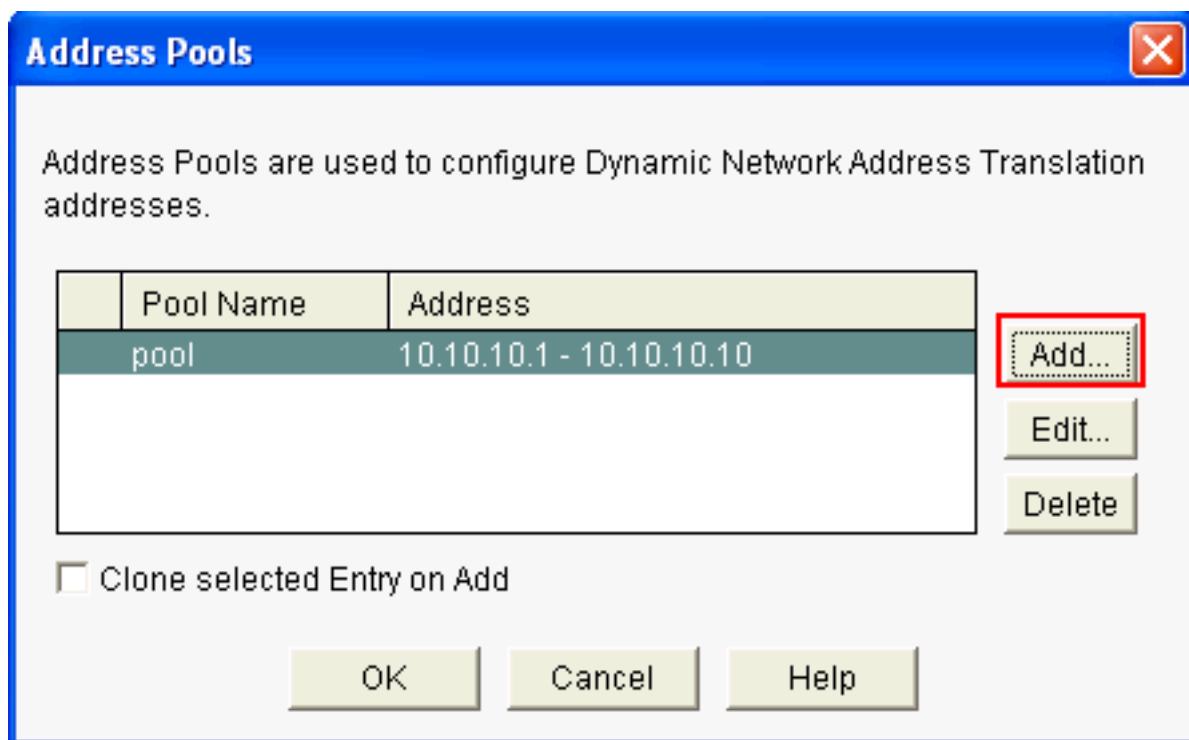 Address Pools
Address Pools are used to configure Dynamic Network Address Translation
addresses.
Pool Name Address
pool 10.10.10.1 - 10.10.10.10
Add...
Edit...
Delete
Clone selected Entry on Add
OK Cancel Help